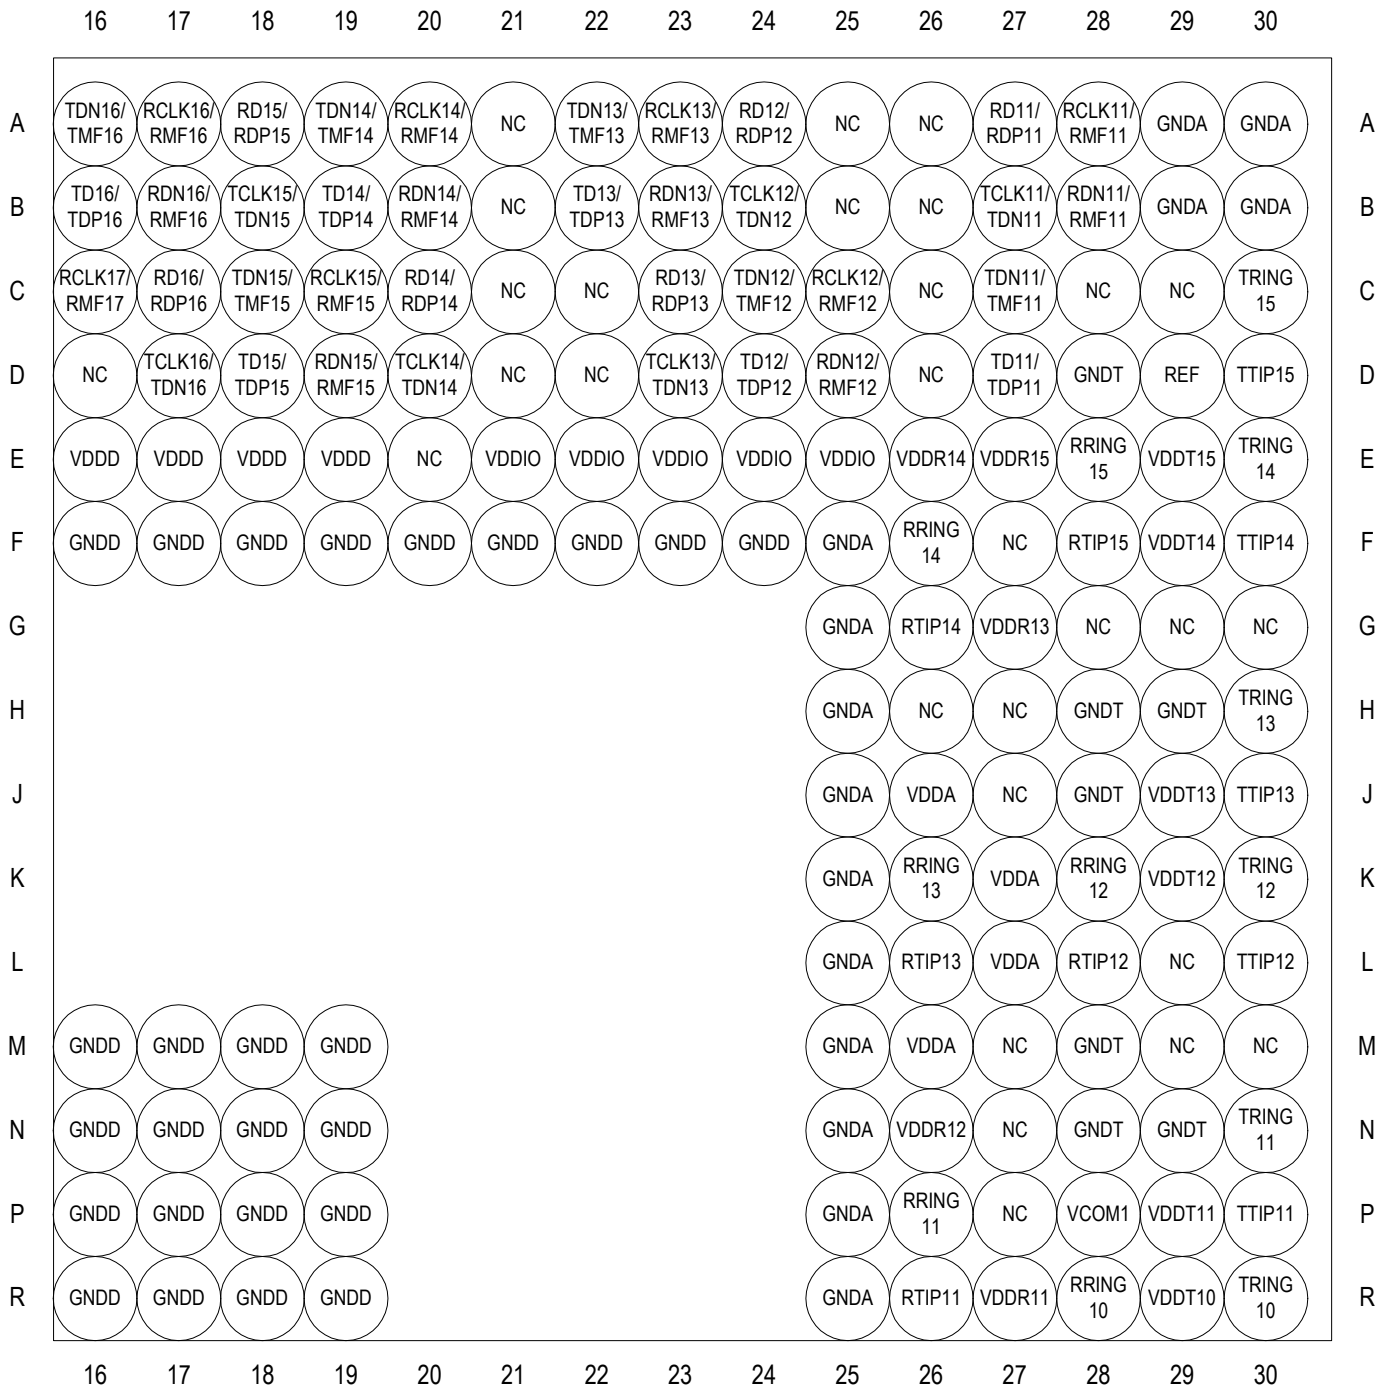 16 17 18 19 20 21 22 23 24 25 26 27 28 29 30
A TDN16/ TMF16 RCLK16/ RMF16 RD15/ RDP15 TDN14/ TMF14 RCLK14/ RMF14 NC TDN13/ TMF13 RCLK13/ RMF13 RD12/ RDP12 NC NC RD11/ RDP11 RCLK11/ RMF11 GNDA GNDA A
B TD16/ TDP16 RDN16/ RMF16 TCLK15/ TDN15 TD14/ TDP14 RDN14/ RMF14 NC TD13/ TDP13 RDN13/ RMF13 TCLK12/ TDN12 NC NC TCLK11/ TDN11 RDN11/ RMF11 GNDA GNDA B
C RCLK17/ RMF17 RD16/ RDP16 TDN15/ TMF15 RCLK15/ RMF15 RD14/ RDP14 NC NC RD13/ RDP13 TDN12/ TMF12 RCLK12/ RMF12 NC TDN11/ TMF11 NC NC TRING 15 C
D NC TCLK16/ TDN16 TD15/ TDP15 RDN15/ RMF15 TCLK14/ TDN14 NC NC TCLK13/ TDN13 TD12/ TDP12 RDN12/ RMF12 NC TD11/ TDP11 GNDT REF TTIP15 D
E VDDD VDDD VDDD VDDD NC VDDIO VDDIO VDDIO VDDIO VDDIO VDDR14 VDDR15 RRING 15 VDDT15 TRING 14 E
F GNDD GNDD GNDD GNDD GNDD GNDD GNDD GNDD GNDD GNDA RRING 14 NC RTIP15 VDDT14 TTIP14 F
G GNDA RTIP14 VDDR13 NC NC NC G
H GNDA NC NC GNDT GNDT TRING 13 H
J GNDA VDDA NC GNDT VDDT13 TTIP13 J
K GNDA RRING 13 VDDA RRING 12 VDDT12 TRING 12 K
L GNDA RTIP13 VDDA RTIP12 NC TTIP12 L
M GNDD GNDD GNDD GNDD GNDA VDDA NC GNDT NC NC M
N GNDD GNDD GNDD GNDD GNDA VDDR12 NC GNDT GNDT TRING 11 N
P GNDD GNDD GNDD GNDD GNDA RRING 11 NC VCOM1 VDDT11 TTIP11 P
R GNDD GNDD GNDD GNDD GNDA RTIP11 VDDR11 RRING 10 VDDT10 TRING 10 R
16 17 18 19 20 21 22 23 24 25 26 27 28 29 30